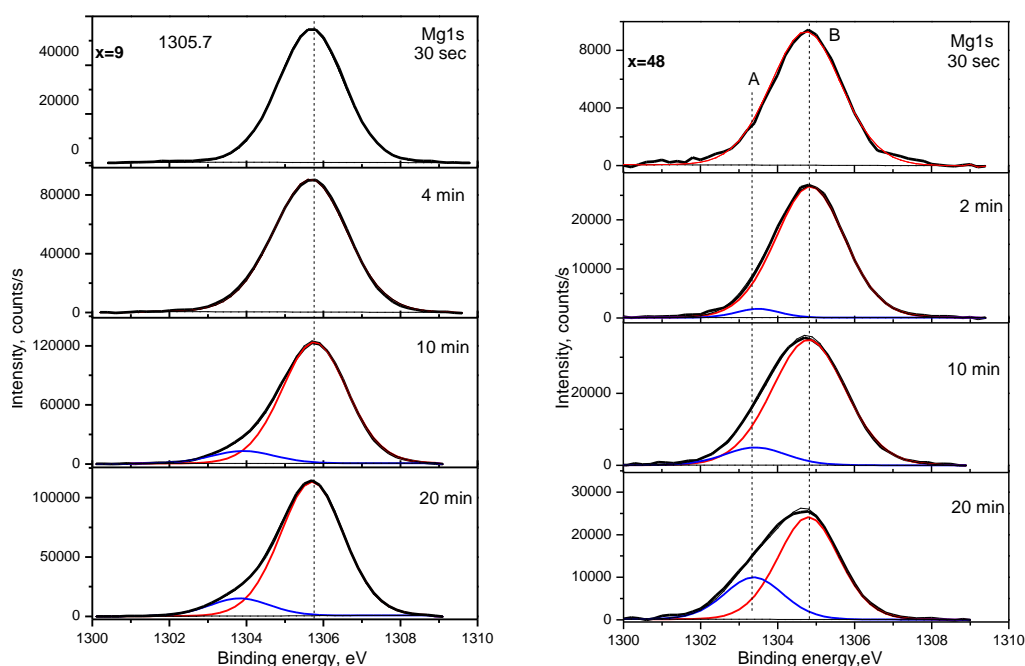 x=9
1305.7
Mg1s
30 sec
40000
20000
0
4 min
80000
40000
0
10 min
120000
90000
60000
30000
0
20 min
100000
50000
0
1300
1302
1304
1306
1308
1310
Intensity, counts/s
Binding energy, eV
x=48
A
B
Mg1s
30 sec
8000
4000
0
2 min
20000
10000
0
10 min
20000
0
20 min
30000
20000
10000
0
1300
1302
1304
1306
1308
1310
Intensity, counts/s
Binding energy,eV